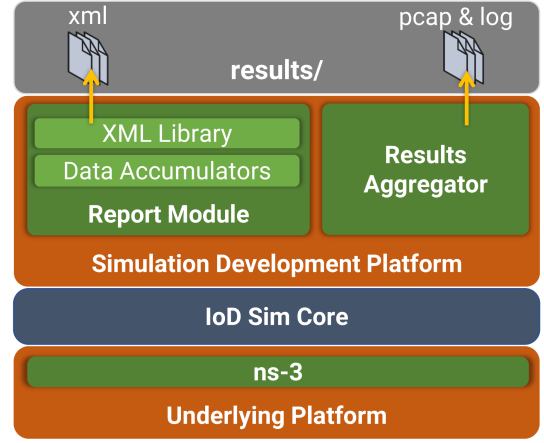 xml
pcap & log
results/
XML Library
Data Accumulators
Report Module
Results
Aggregator
Simulation Development Platform
IoD Sim Core
ns-3
Underlying Platform